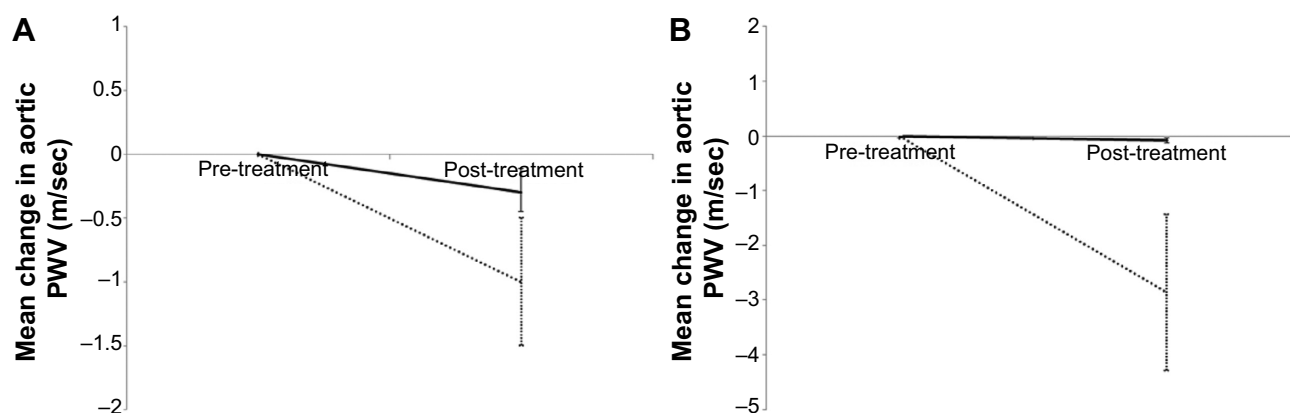 A
Mean change in aortic
PWV (m/sec)
1
0.5
0
–0.5
–1
–1.5
–2
Pre-treatment
Post-treatment
B
Mean change in aortic
PWV (m/sec)
2
1
0
–1
–2
–3
–4
–5
Pre-treatment
Post-treatment